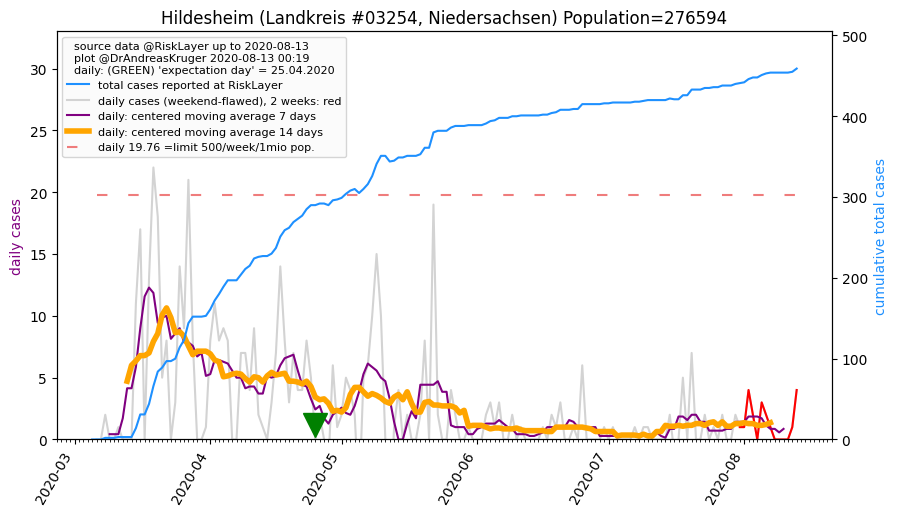 Hildesheim (Landkreis #03254, Niedersachsen) Population=276594
source data @RiskLayer up to 2020-08-13
plot @DrAndreasKruger 2020-08-13 00:19
daily: (GREEN) 'expectation day' = 25.04.2020
total cases reported at RiskLayer
daily cases (weekend-flawed), 2 weeks: red
daily: centered moving average 7 days
daily: centered moving average 14 days
daily 19.76 =limit 500/week/1mio pop.
daily cases
30
25
20
15
10
5
0
cumulative total cases
500
400
300
200
100
0
2020-03
2020-04
2020-05
2020-06
2020-07
2020-08